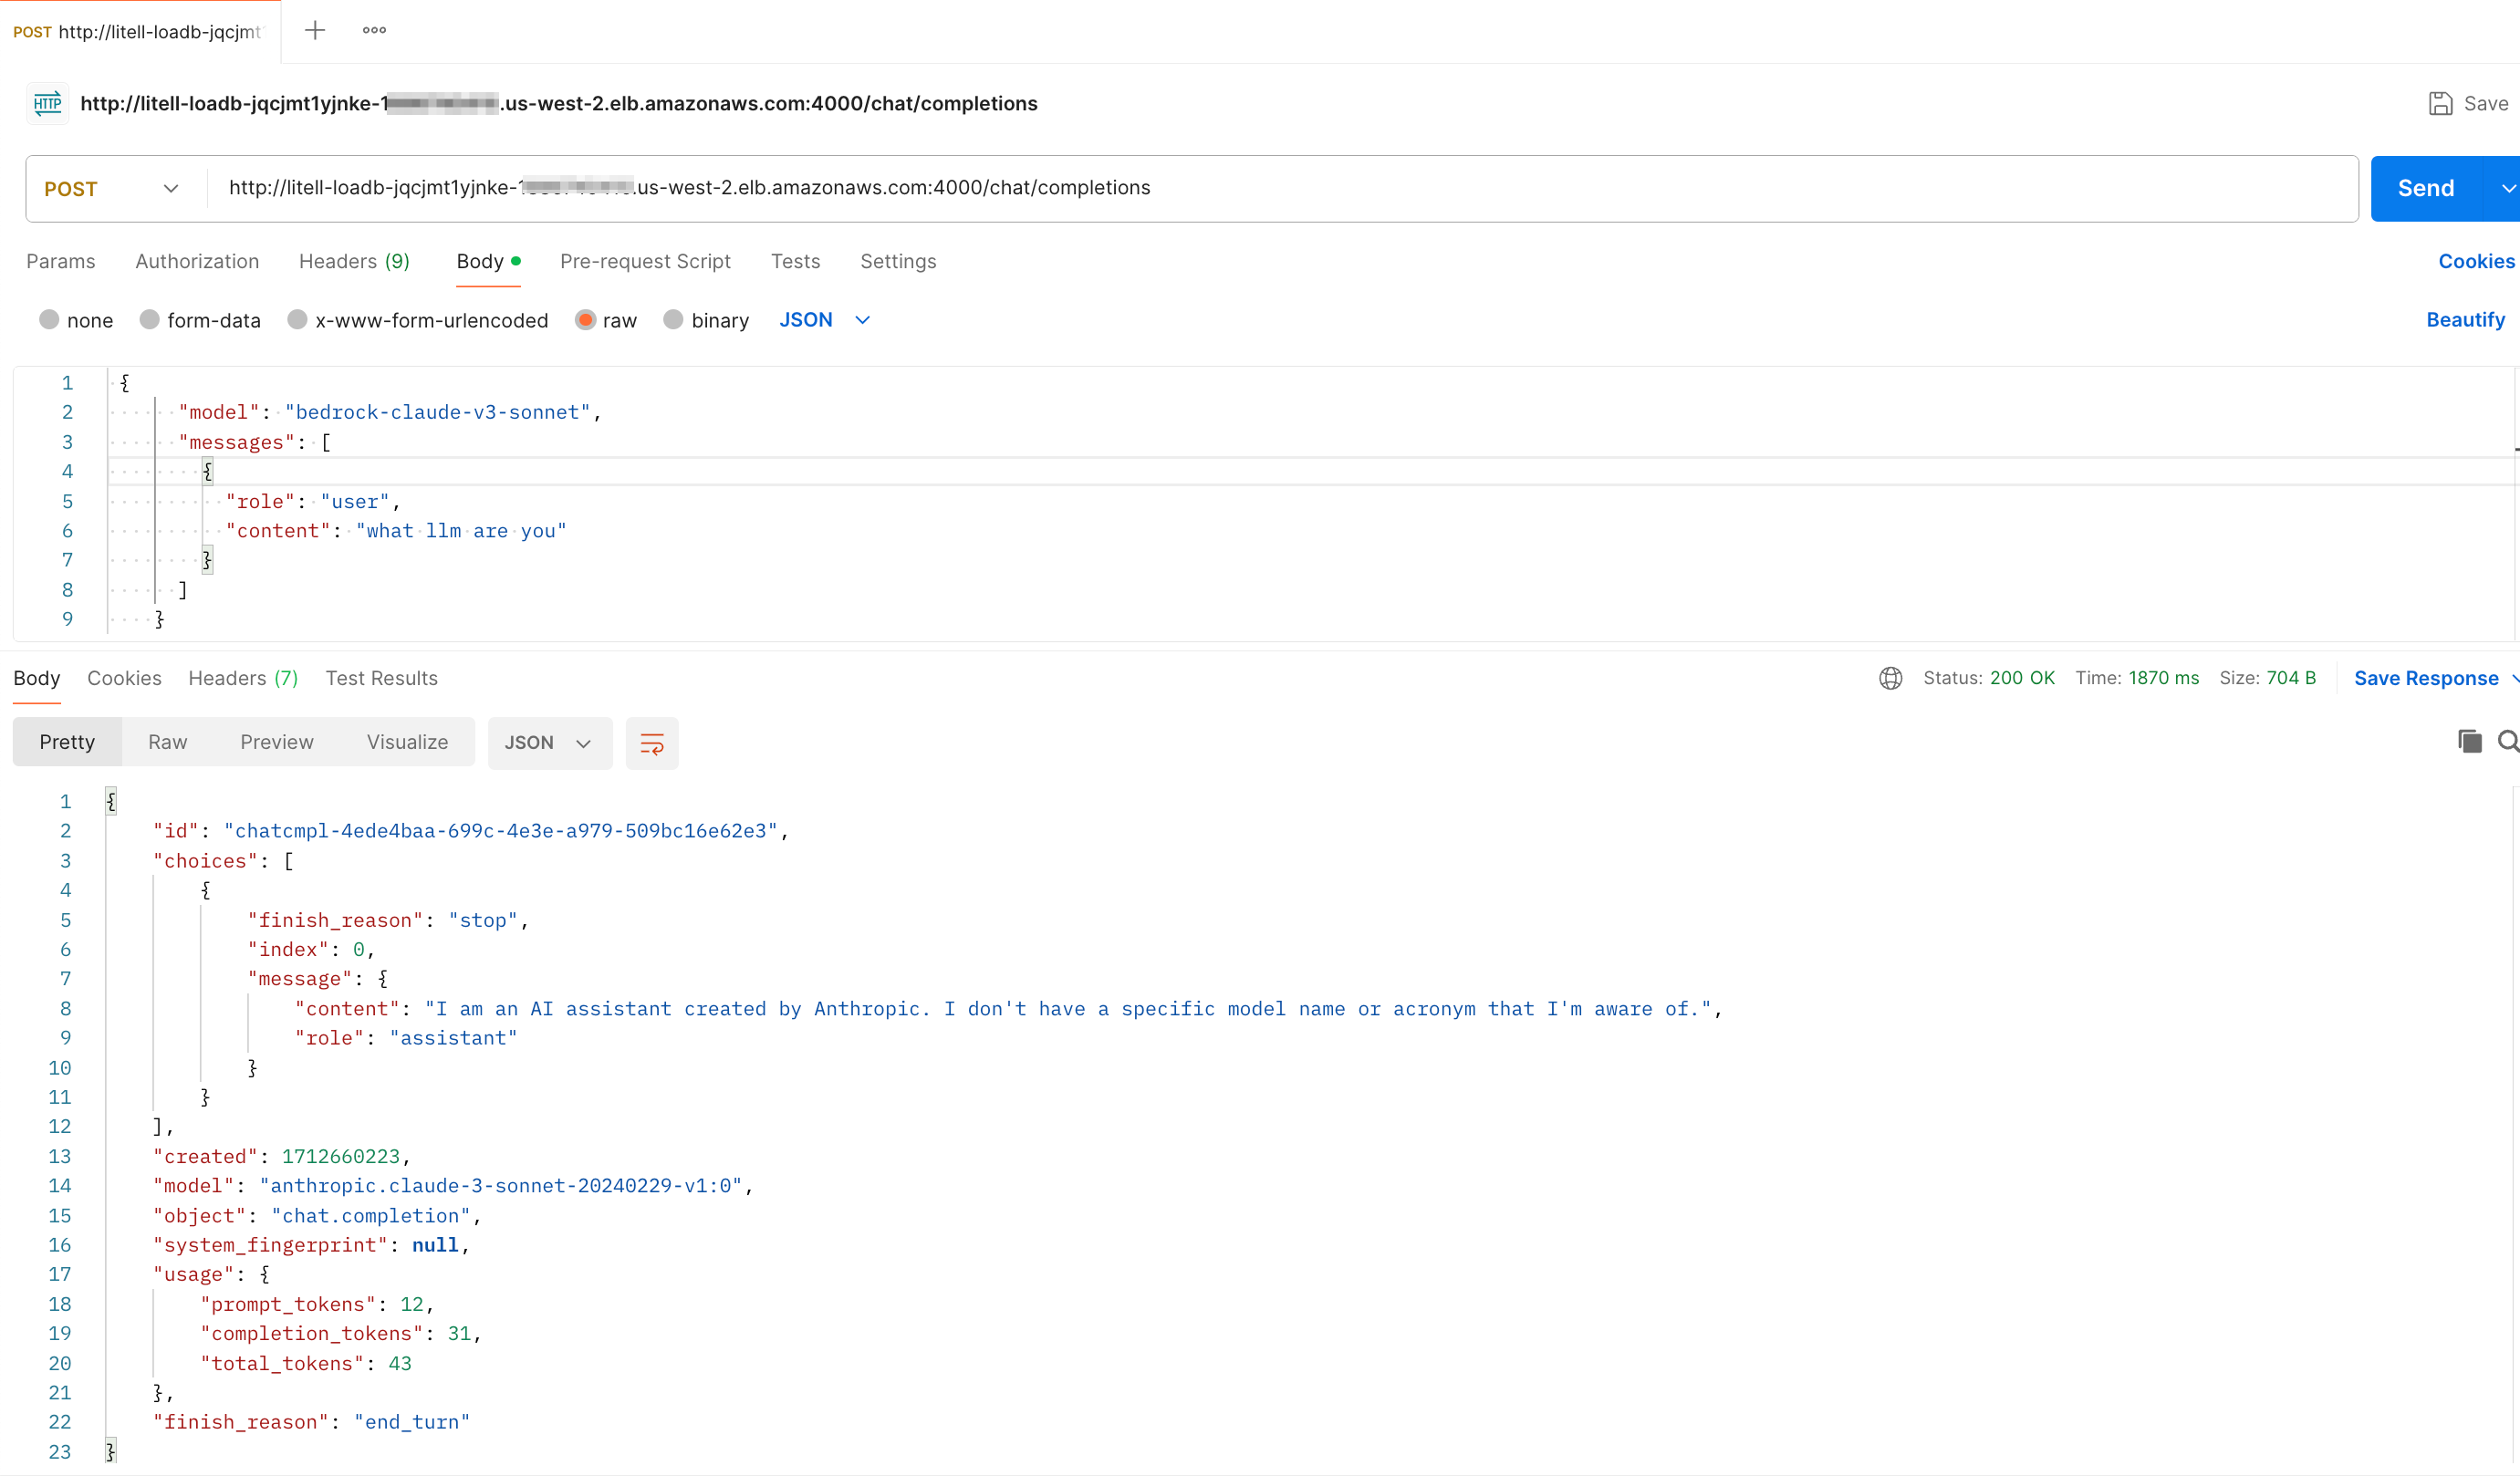 POST http://litell-loadb-jqcjmt
HTTP http://litell-loadb-jqcjmt1yjnke-1 .us-west-2.elb.amazonaws.com:4000/chat/completions Save
POST http://litell-loadb-jqcjmt1yjnke- .us-west-2.elb.amazonaws.com:4000/chat/completions Send
Params Authorization Headers (9) Body Pre-request Script Tests Settings Cookies
none form-data x-www-form-urlencoded raw binary JSON Beautify
1 {
2 "model": "bedrock-claude-v3-sonnet",
3 "messages": [
4 {
5 "role": "user",
6 "content": "what llm are you"
7 }
8 ]
9 }
Body Cookies Headers (7) Test Results Status: 200 OK Time: 1870 ms Size: 704 B Save Response
Pretty Raw Preview Visualize JSON
1 {
2 "id": "chatcmpl-4ede4baa-699c-4e3e-a979-509bc16e62e3",
3 "choices": [
4 {
5 "finish_reason": "stop",
6 "index": 0,
7 "message": {
8 "content": "I am an AI assistant created by Anthropic. I don't have a specific model name or acronym that I'm aware of.",
9 "role": "assistant"
10 }
11 }
12 ],
13 "created": 1712660223,
14 "model": "anthropic.claude-3-sonnet-20240229-v1:0",
15 "object": "chat.completion",
16 "system_fingerprint": null,
17 "usage": {
18 "prompt_tokens": 12,
19 "completion_tokens": 31,
20 "total_tokens": 43
21 },
22 "finish_reason": "end_turn"
23 }